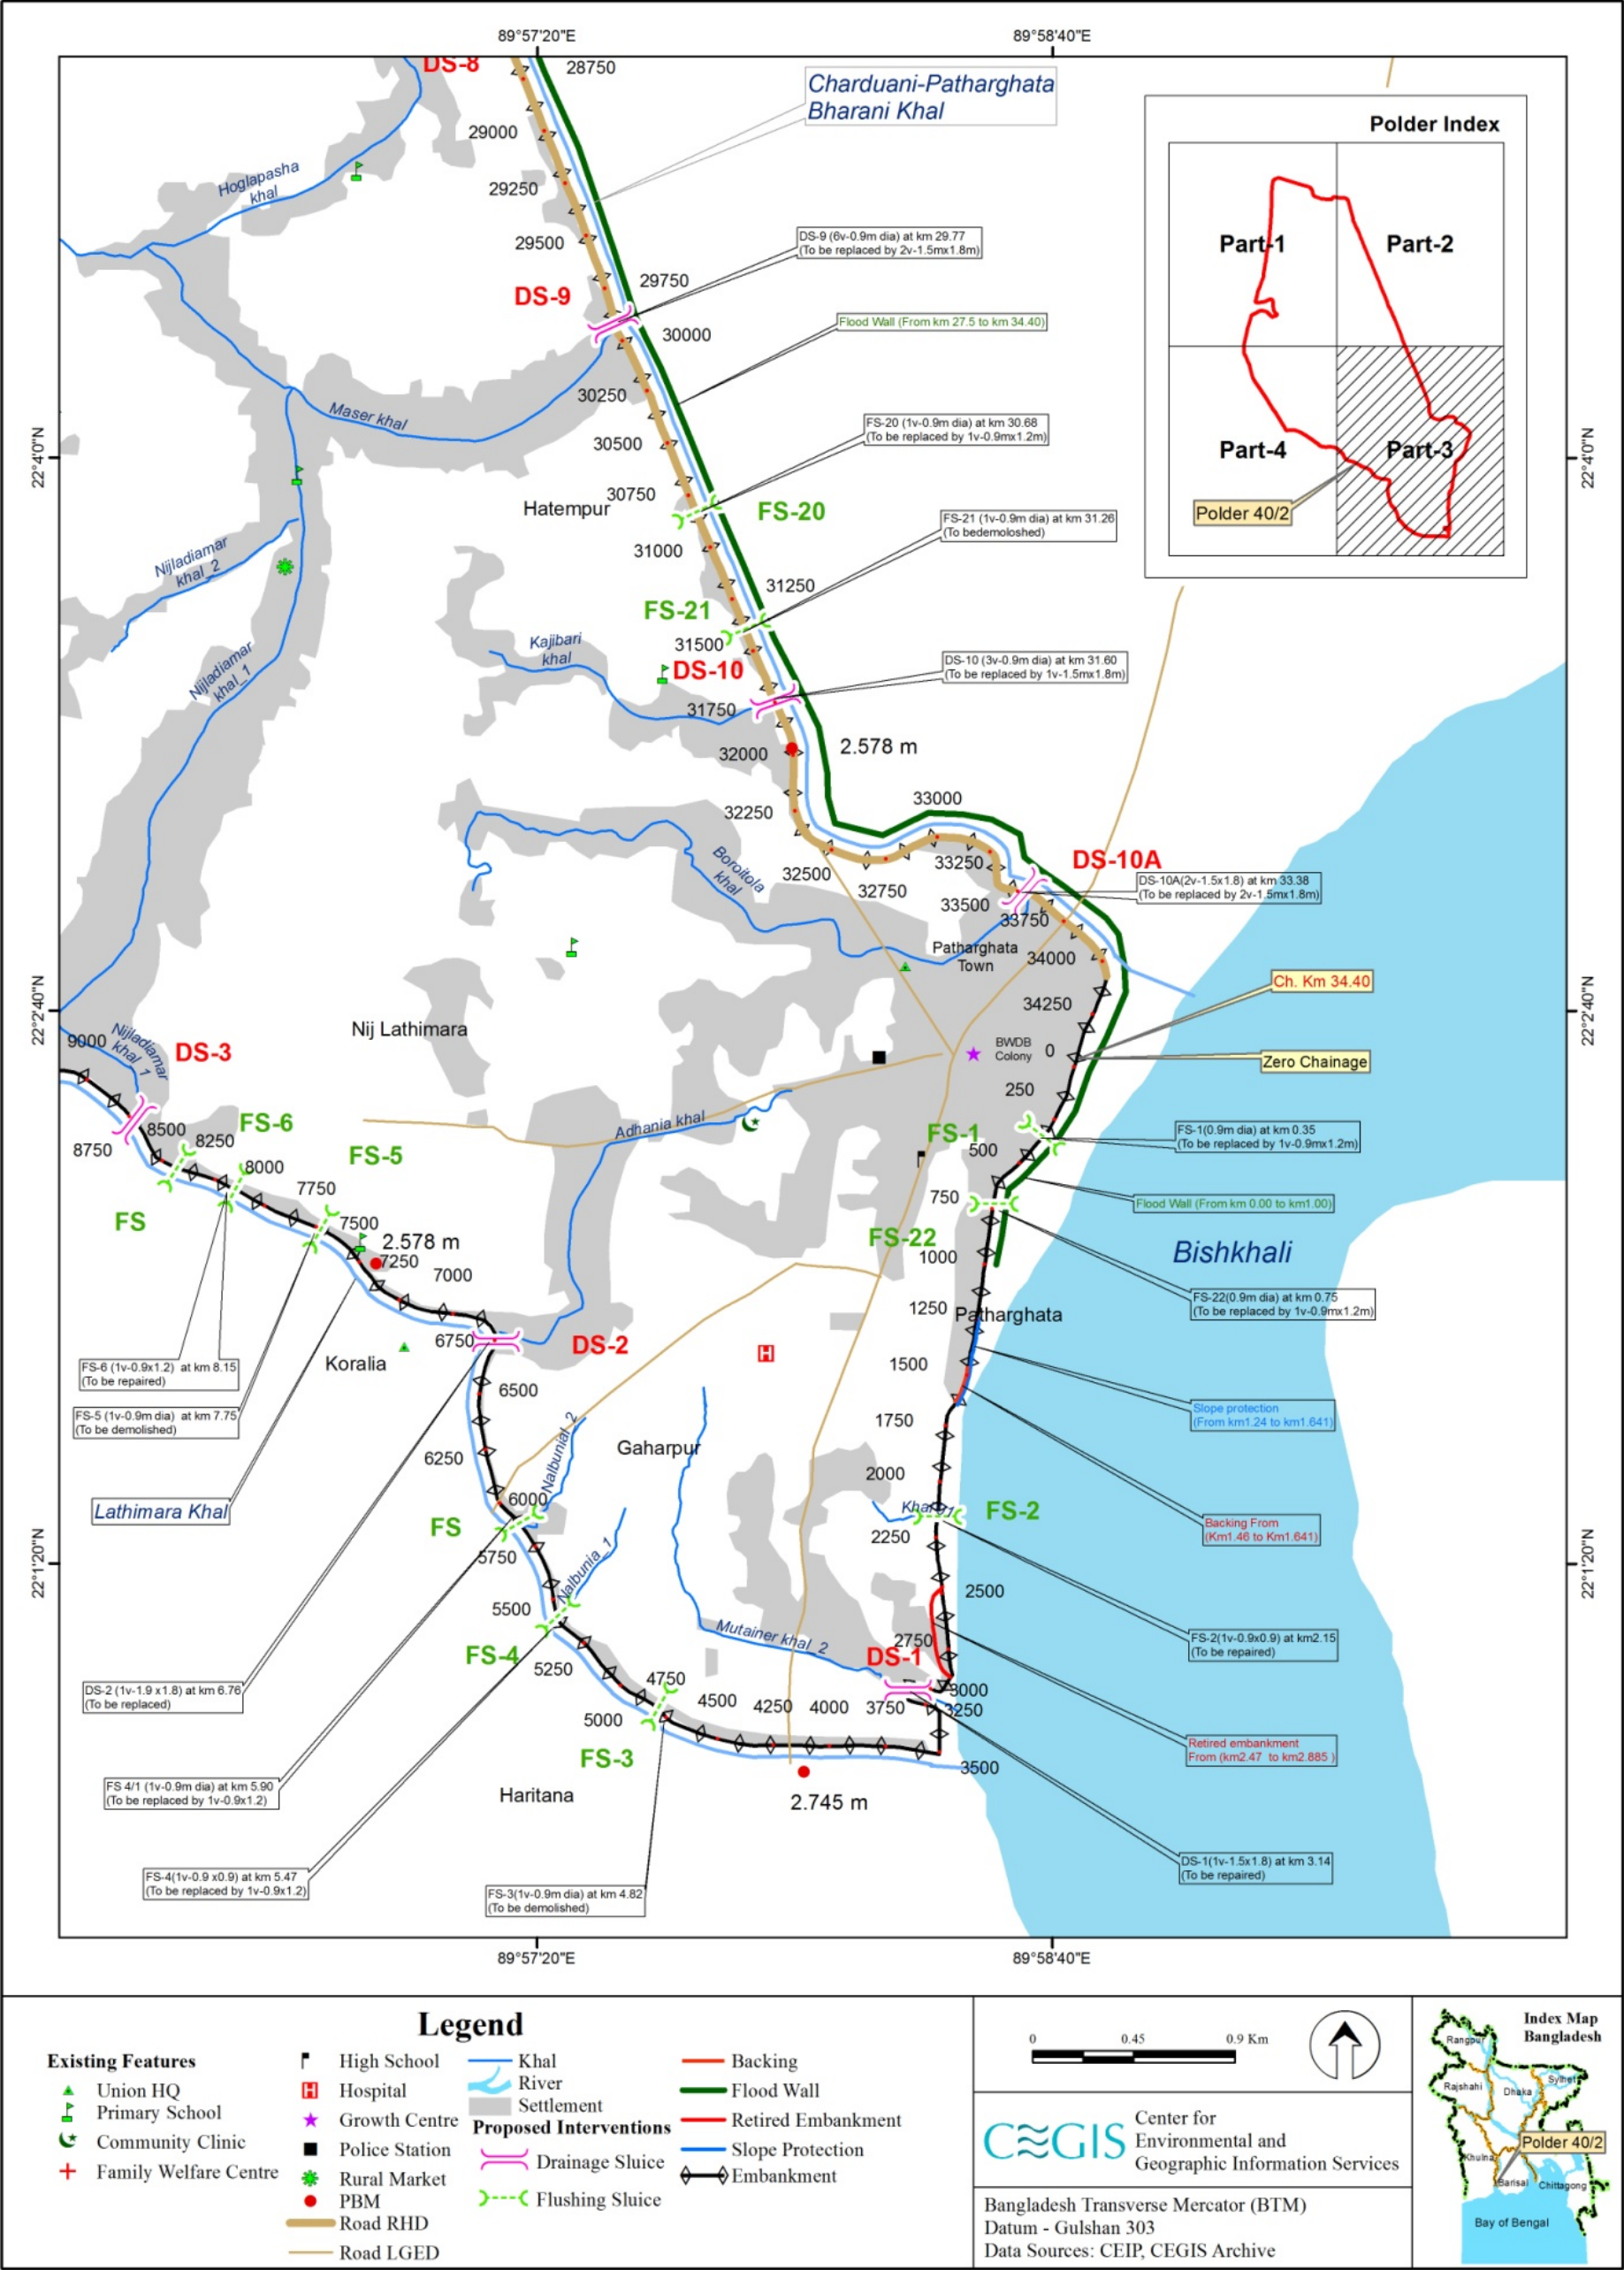 89°57'20"E
89°58'40"E
DS-8
28750
Charduani-Patharghata
Bharani Khal
Polder Index
Part-1
Part-2
Part-4
Part-3
Polder 40/2
29000
Hoglapasha
khal
29250
29500
DS-9 (6v-0.9m dia) at km 29.77
(To be replaced by 2v-1.5mx1.8m)
29750
DS-9
30000
Flood Wall (From km 27.5 to km 34.40)
30250
Maser khal
FS-20 (1v-0.9m dia) at km 30.68
(To be replaced by 1v-0.9mx1.2m)
30500
22°4'0"N
22°4'0"N
30750
Hatempur
FS-20
FS-21 (1v-0.9m dia) at km 31.26
(To bedemoloshed)
31000
Nijladiamar
khal_2
31250
FS-21
31500
Kajibari
khal
DS-10
DS-10 (3v-0.9m dia) at km 31.60
(To be replaced by 1v-1.5mx1.8m)
Nijladiamar
khal_1
31750
32000
2.578 m
32250
33000
33250
DS-10A
32500
32750
Boroitola
khal
DS-10A(2v-1.5x1.8) at km 33.38
(To be replaced by 2v-1.5mx1.8m)
33500
33750
Patharghata
Town
34000
Ch. Km 34.40
34250
22°2'40"N
22°2'40"N
Nij Lathimara
9000
Nijladiamar
khal_1
DS-3
BWDB
Colony
0
Zero Chainage
250
FS-6
8500
8250
8750
Adhania khal
FS-1
500
FS-1(0.9m dia) at km 0.35
(To be replaced by 1v-0.9mx1.2m)
FS-5
8000
7750
750
Flood Wall (From km 0.00 to km1.00)
FS
7500
2.578 m
7250
7000
FS-22
1000
Bishkhali
FS-22(0.9m dia) at km 0.75
(To be replaced by 1v-0.9mx1.2m)
1250
Patharghata
6750
DS-2
Koralia
1500
FS-6 (1v-0.9x1.2) at km 8.15
(To be repaired)
6500
Slope protection
(From km1.24 to km1.641)
FS-5 (1v-0.9m dia) at km 7.75
(To be demolished)
1750
Gaharpur
6250
Nalbunial_2
2000
Lathimara Khal
6000
FS
FS-2
2250
Backing From
(Km1.46 to Km1.641)
22°1'20"N
22°1'20"N
5750
Nalbunia_1
2500
5500
Mutainer khal_2
2750
FS-2(1v-0.9x0.9) at km2.15
(To be repaired)
FS-4
DS-1
5250
4750
4500
4250
4000
3750
3000
3250
DS-2 (1v-1.9 x1.8) at km 6.76
(To be replaced)
5000
Retired embankment
From (km2.47 to km2.885 )
FS-3
3500
FS 4/1 (1v-0.9m dia) at km 5.90
(To be replaced by 1v-0.9x1.2)
Haritana
2.745 m
DS-1(1v-1.5x1.8) at km 3.14
(To be repaired)
FS-4(1v-0.9 x0.9) at km 5.47
(To be replaced by 1v-0.9x1.2)
FS-3(1v-0.9m dia) at km 4.82
(To be demolished)
89°57'20"E
89°58'40"E
Legend
Existing Features
Union HQ
Primary School
Community Clinic
Family Welfare Centre
High School
Hospital
Growth Centre
Police Station
Rural Market
PBM
Road RHD
Road LGED
Khal
River
Settlement
Proposed Interventions
Drainage Sluice
Flushing Sluice
Backing
Flood Wall
Retired Embankment
Slope Protection
Embankment
0 0.45 0.9 Km
CEGIS
Center for
Environmental and
Geographic Information Services
Bangladesh Transverse Mercator (BTM)
Datum - Gulshan 303
Data Sources: CEIP, CEGIS Archive
Index Map
Bangladesh
Rangpur
Rajshahi
Dhaka
Sylhet
Polder 40/2
Khulna
Barisal
Chittagong
Bay of Bengal